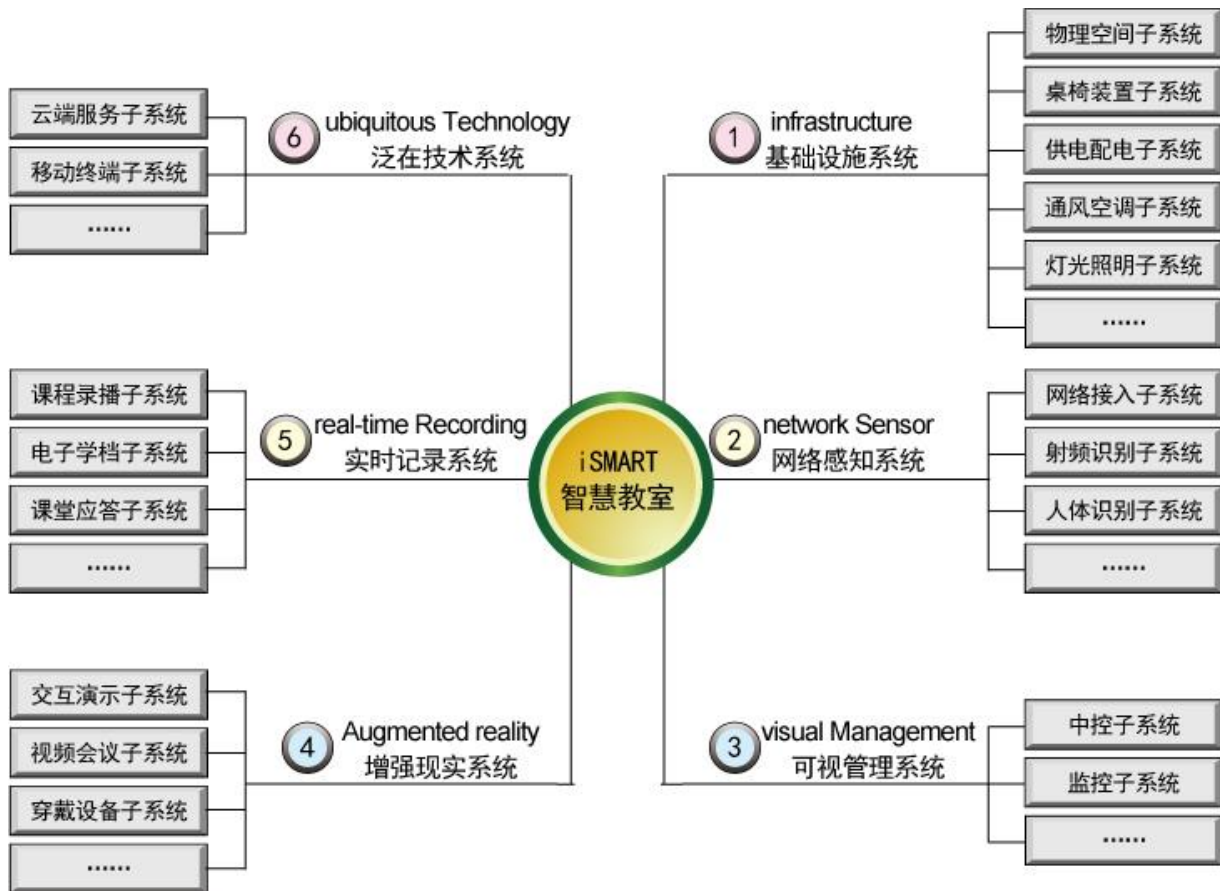 iSMART
智慧教室
1
infrastructure
基础设施系统
物理空间子系统
桌椅装置子系统
供电配电子系统
通风空调子系统
灯光照明子系统
……
2
network Sensor
网络感知系统
网络接入子系统
射频识别子系统
人体识别子系统
……
3
visual Management
可视管理系统
中控子系统
监控子系统
……
4
Augmented reality
增强现实系统
交互演示子系统
视频会议子系统
穿戴设备子系统
……
5
real-time Recording
实时记录系统
课程录播子系统
电子学档子系统
课堂应答子系统
……
6
ubiquitous Technology
泛在技术系统
云端服务子系统
移动终端子系统
……